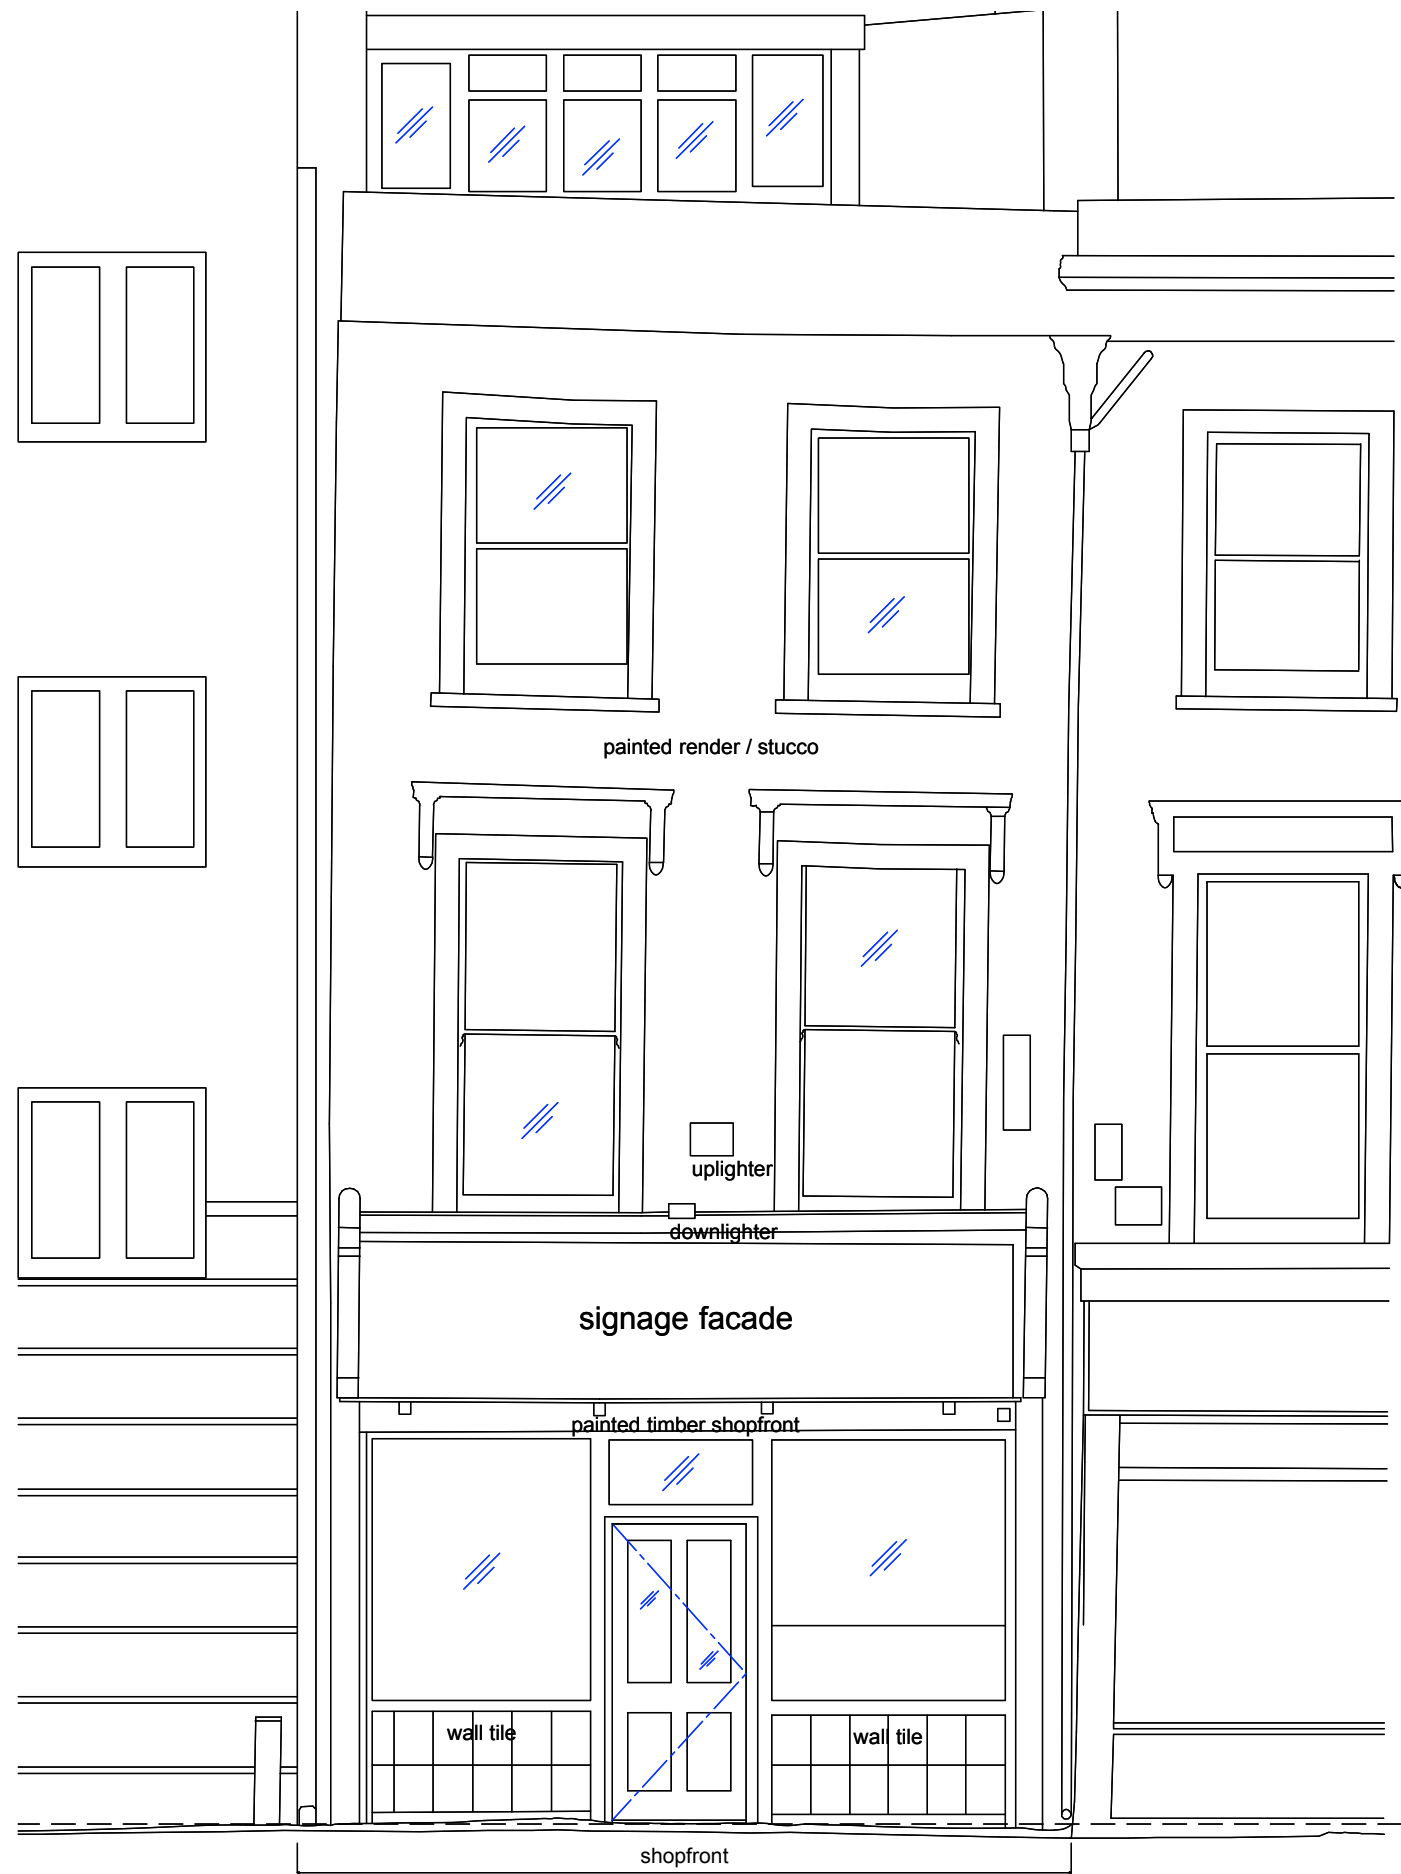 painted render / stucco
uplighter
downlighter
signage facade
painted timber shopfront
wall tile
wall tile
shopfront